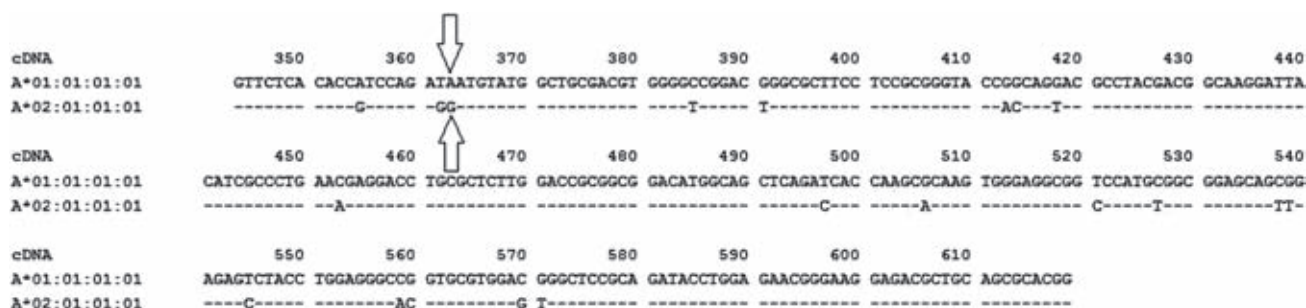 cDNA 350 360 370 380 390 400 410 420 440
A*01:01:01:01 GTTCTCA CACCATCCAG ATAATGTATG GCTGCGACGT GGGGCCGGAC GGGCGCTTCC TCCGCGGGTA CCGGCAGGAC GCCTACGACG GCAAGGATTA
A*02:01:01:01 ------- ----G----- -GG------- ---------- ----T----- T--------- ---------- --AC---T-- ---------- ----------
cDNA 450 460 470 480 490 500 510 520 530 540
A*01:01:01:01 CATCGCCCTG AACGAGGACC TGCGCTCTTG GACCGCGGCG GACATGGCAG CTCAGATCAC CAAGCGCAAG TGGGAGGCGG TCCATGCGGC GGAGCAGCGG
A*02:01:01:01 ---------- --A------- ---------- ---------- ---------- ------C--- -----A---- ---------- C-----T--- -------TT-
cDNA 550 560 570 580 590 600 610
A*01:01:01:01 AGAGTCTACC TGGAGGGCCG GTGCGTGGAC GGGCTCCGCA GATACCTGGA GAACGGGAAG GAGACGCTGC AGCGCACGG
A*02:01:01:01 ----C----- --------AC ---------G T--------- ---------- ---------- ---------- ---------